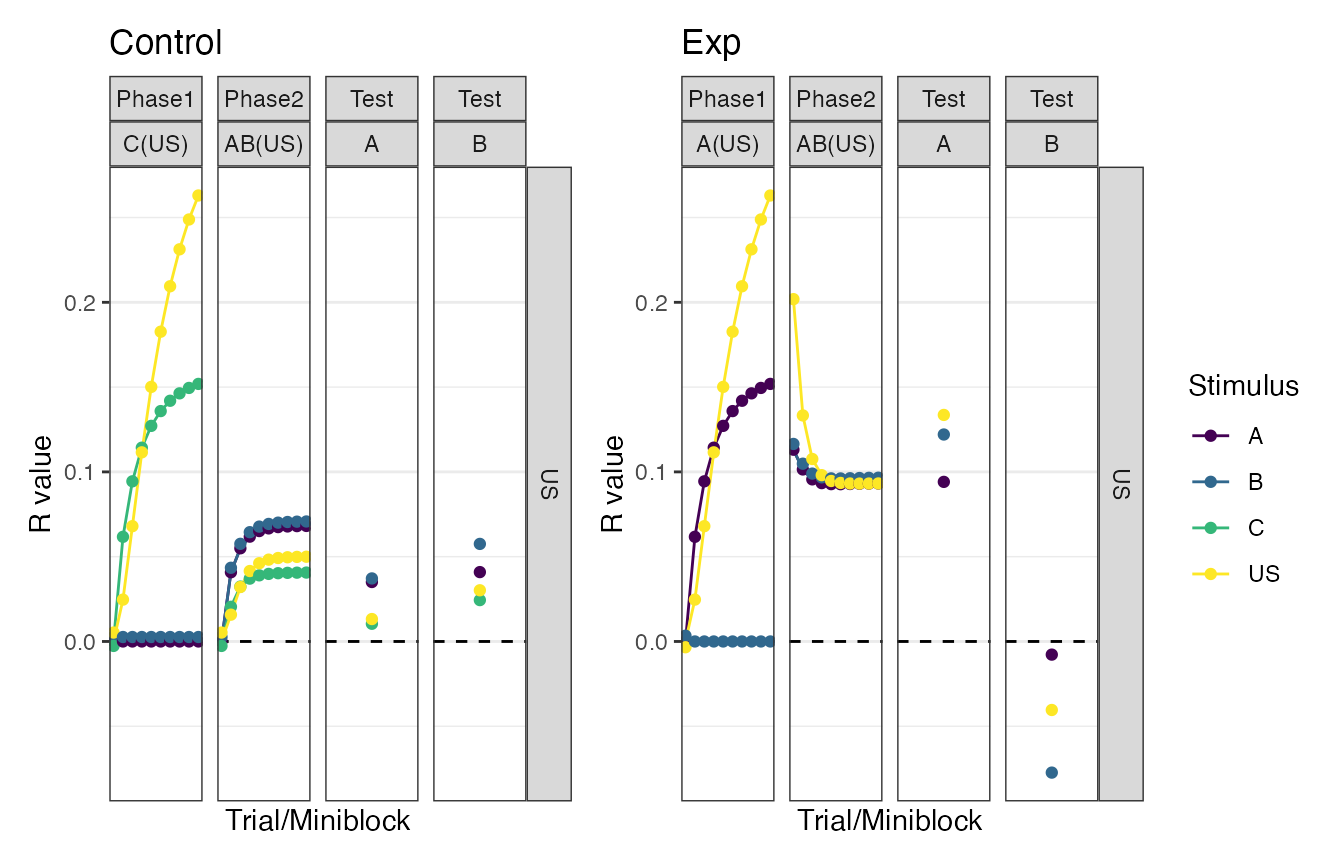 Control
Phase1 Phase2 Test Test
C(US) AB(US) A B
R value
0.2
0.1
0.0
US
Trial/Miniblock
Exp
Phase1 Phase2 Test Test
A(US) AB(US) A B
R value
0.2
0.1
0.0
US
Trial/Miniblock
Stimulus
A
B
C
US